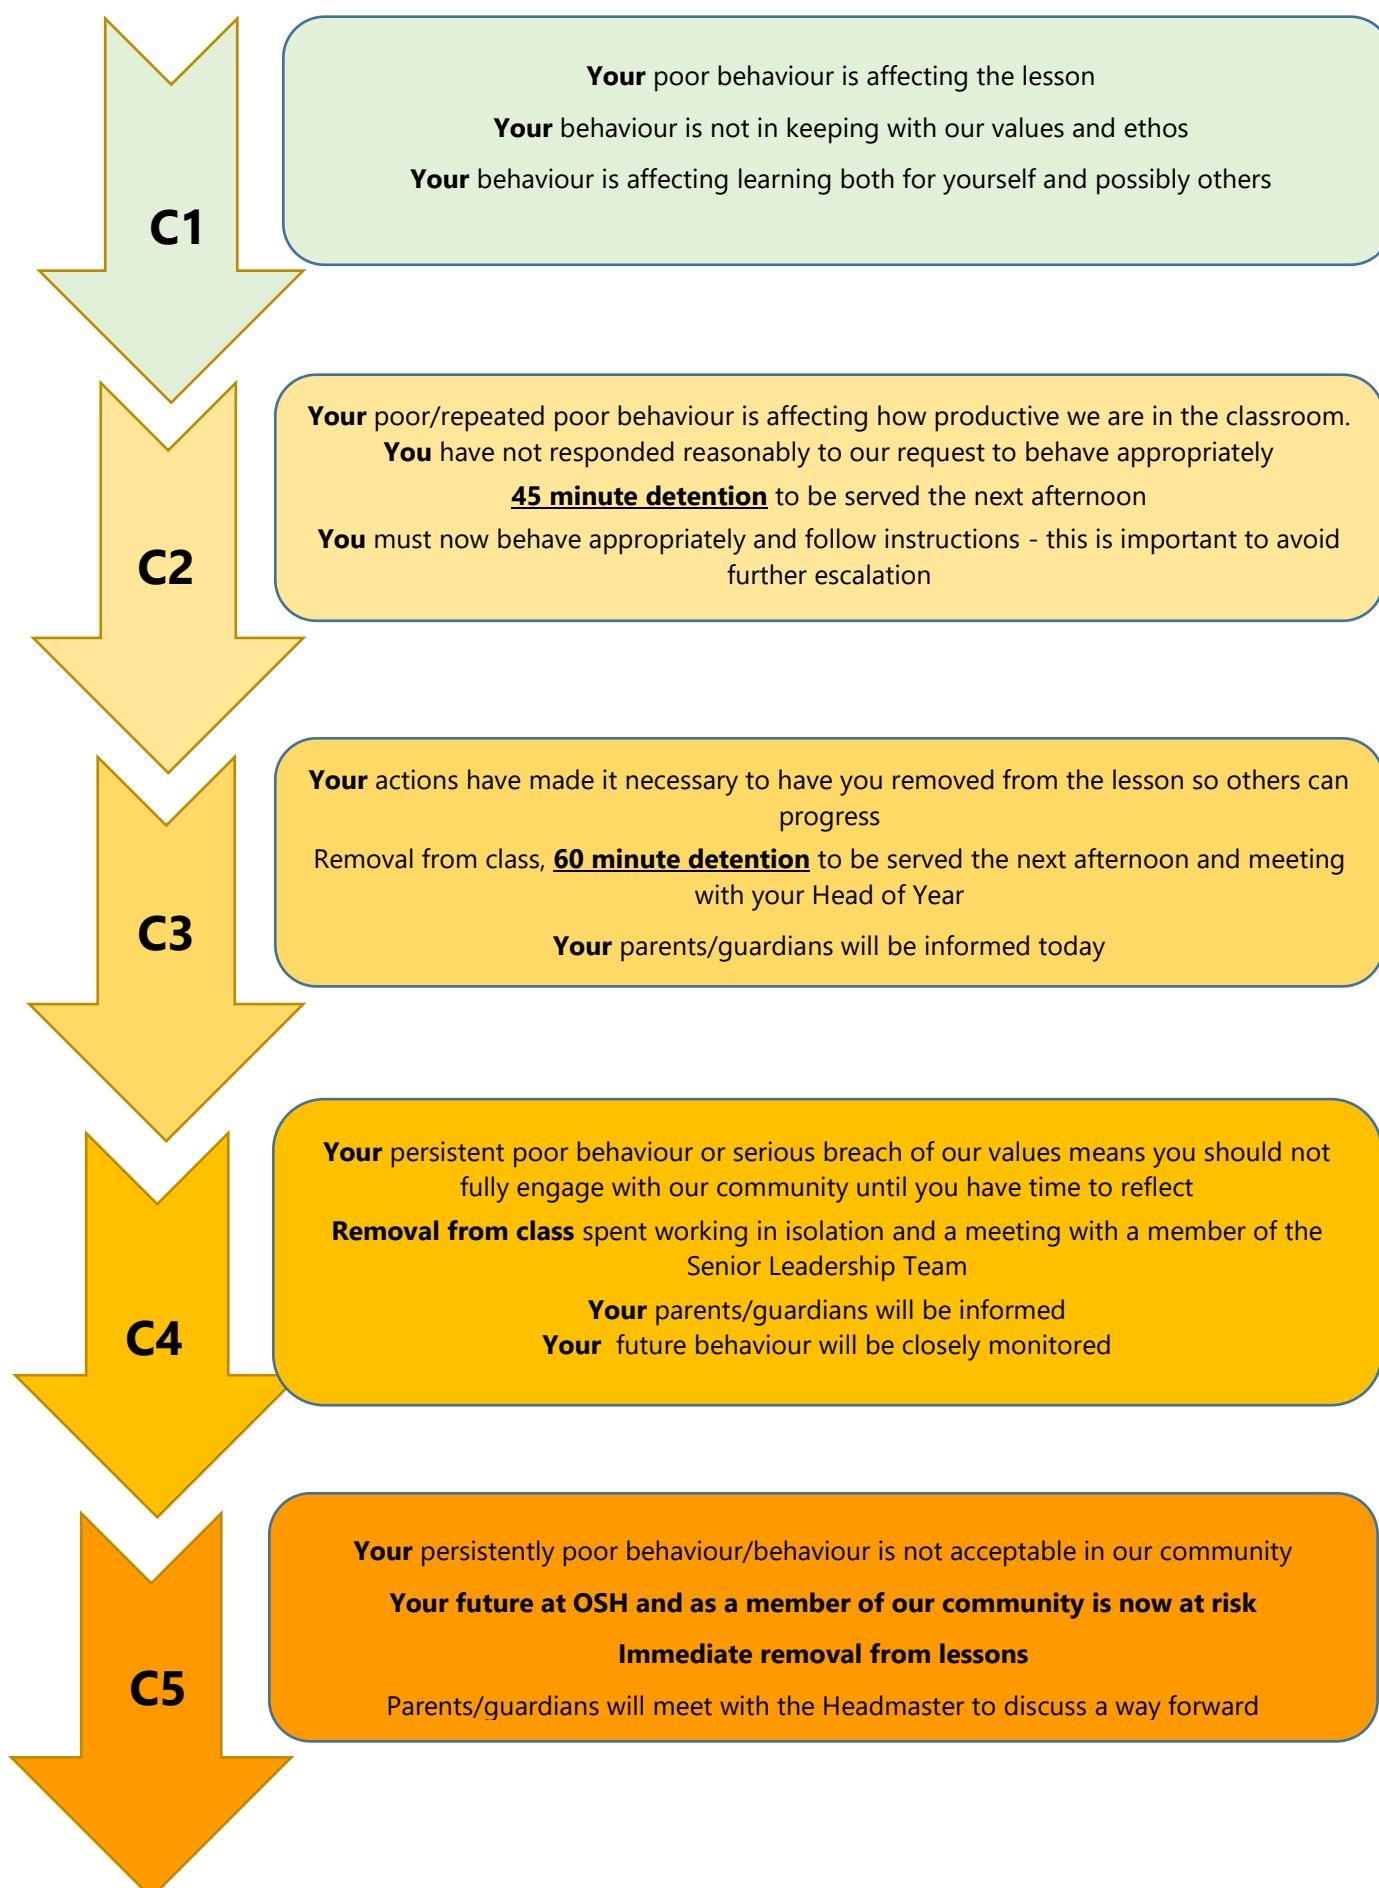 Your poor behaviour is affecting the lesson
Your behaviour is not in keeping with our values and ethos
Your behaviour is affecting learning both for yourself and possibly others
C1
Your poor/repeated poor behaviour is affecting how productive we are in the classroom.
You have not responded reasonably to our request to behave appropriately
45 minute detention to be served the next afternoon
You must now behave appropriately and follow instructions - this is important to avoid
further escalation
C2
Your actions have made it necessary to have you removed from the lesson so others can
progress
Removal from class, 60 minute detention to be served the next afternoon and meeting
with your Head of Year
Your parents/guardians will be informed today
C3
Your persistent poor behaviour or serious breach of our values means you should not
fully engage with our community until you have time to reflect
Removal from class spent working in isolation and a meeting with a member of the
Senior Leadership Team
Your parents/guardians will be informed
Your future behaviour will be closely monitored
C4
Your persistently poor behaviour/behaviour is not acceptable in our community
Your future at OSH and as a member of our community is now at risk
Immediate removal from lessons
Parents/guardians will meet with the Headmaster to discuss a way forward
C5